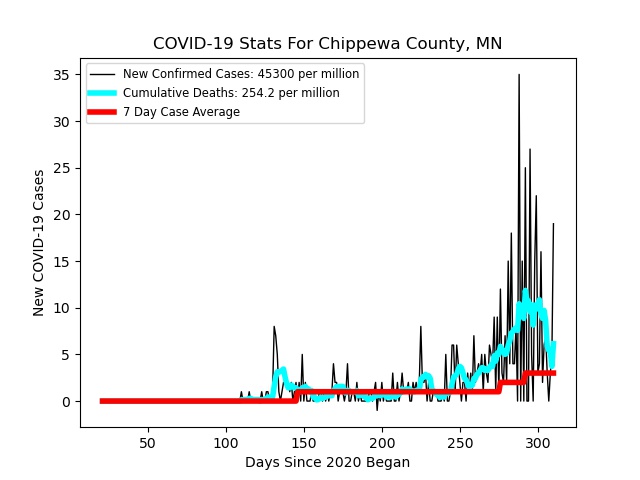 COVID-19 Stats For Chippewa County, MN
New Confirmed Cases: 45300 per million
Cumulative Deaths: 254.2 per million
7 Day Case Average
35
30
25
20
15
10
5
0
New COVID-19 Cases
50 100 150 200 250 300
Days Since 2020 Began